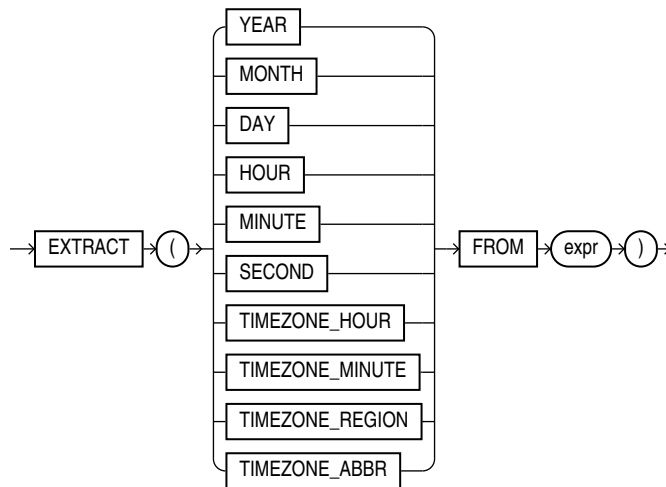 YEAR
MONTH
DAY
HOUR
MINUTE
EXTRACT ( FROM expr )
SECOND
TIMEZONE_HOUR
TIMEZONE_MINUTE
TIMEZONE_REGION
TIMEZONE_ABBR